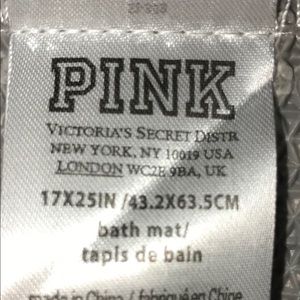 PINK
VICTORIA'S SECRET DISTR
NEW YORK, NY 10019 USA
LONDON WC2E 9BA, UK
17X25IN /43.2X63.5CM
bath mat/
tapis de bain
made in China / fabriqué en Chine